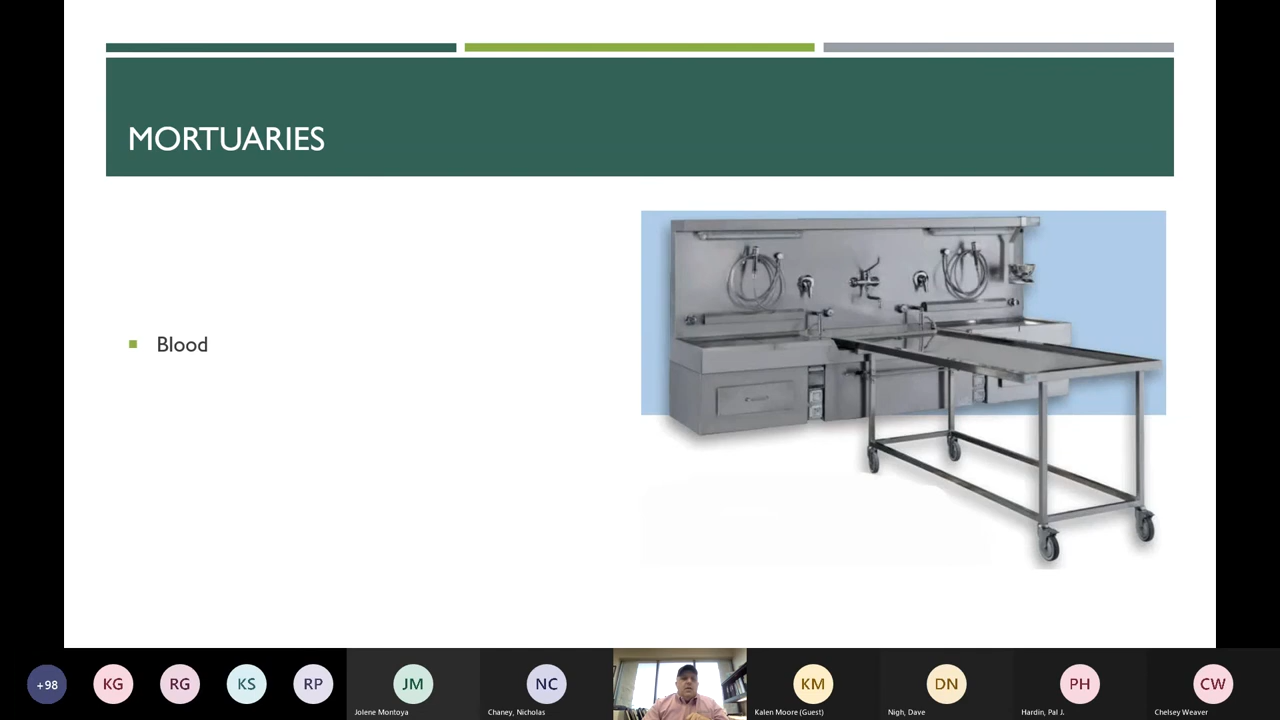 MORTUARIES
Blood
+98
KG
RG
KS
RP
JM
NC
KM
DN
PH
CW
Jolene Montoya
Chaney, Nicholas
Kalen Moore (Guest)
Nigh, Dave
Hardin, Pal J.
Chelsey Weaver